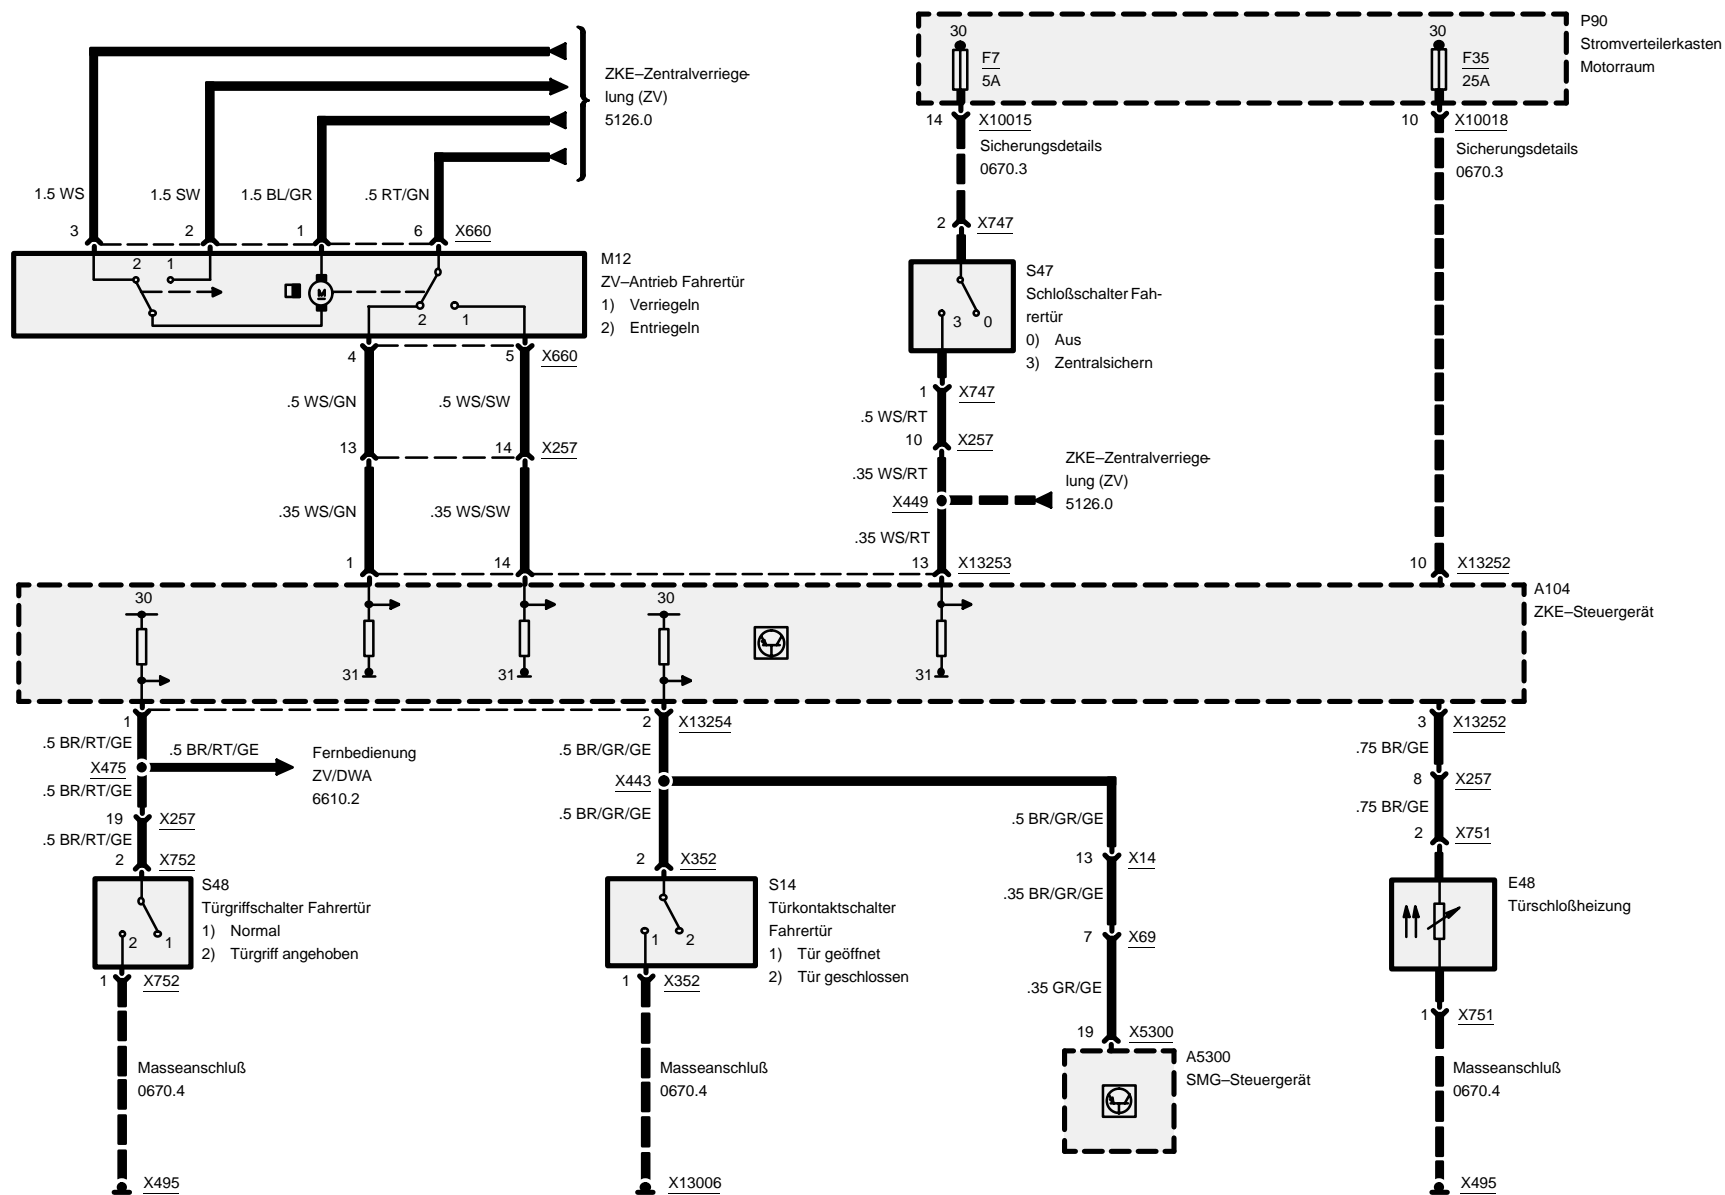 P90
Stromverteilerkasten
Motorraum
30
F7
5A
30
F35
25A
14 X10015
Sicherungsdetails
0670.3
10 X10018
Sicherungsdetails
0670.3
ZKE–Zentralverriege-
lung (ZV)
5126.0
1.5 WS
1.5 SW
1.5 BL/GR
.5 RT/GN
3
2
1
6 X660
M12
ZV–Antrieb Fahrertür
1) Verriegeln
2) Entriegeln
2
1
M
2
1
2 X747
S47
Schloßschalter Fah-
rertür
0) Aus
3) Zentralsichern
3
0
4
5 X660
.5 WS/GN
.5 WS/SW
13
14 X257
.35 WS/GN
.35 WS/SW
1
14
1 X747
.5 WS/RT
10 X257
.35 WS/RT
X449
ZKE–Zentralverriege-
lung (ZV)
5126.0
.35 WS/RT
13 X13253
10 X13252
A104
ZKE–Steuergerät
30
31
31
30
31
1
2 X13254
3 X13252
.5 BR/RT/GE
.5 BR/RT/GE
X475
Fernbedienung
ZV/DWA
6610.2
.5 BR/RT/GE
19 X257
.5 BR/RT/GE
2 X752
S48
Türgriffschalter Fahrertür
1) Normal
2) Türgriff angehoben
2
1
1 X752
Masseanschluß
0670.4
X495
.5 BR/GR/GE
X443
.5 BR/GR/GE
2 X352
S14
Türkontaktschalter
Fahrertür
1) Tür geöffnet
2) Tür geschlossen
1
2
1 X352
Masseanschluß
0670.4
X13006
.5 BR/GR/GE
13 X14
.35 BR/GR/GE
7 X69
.35 GR/GE
19 X5300
A5300
SMG–Steuergerät
.75 BR/GE
8 X257
.75 BR/GE
2 X751
E48
Türschloßheizung
1 X751
Masseanschluß
0670.4
X495